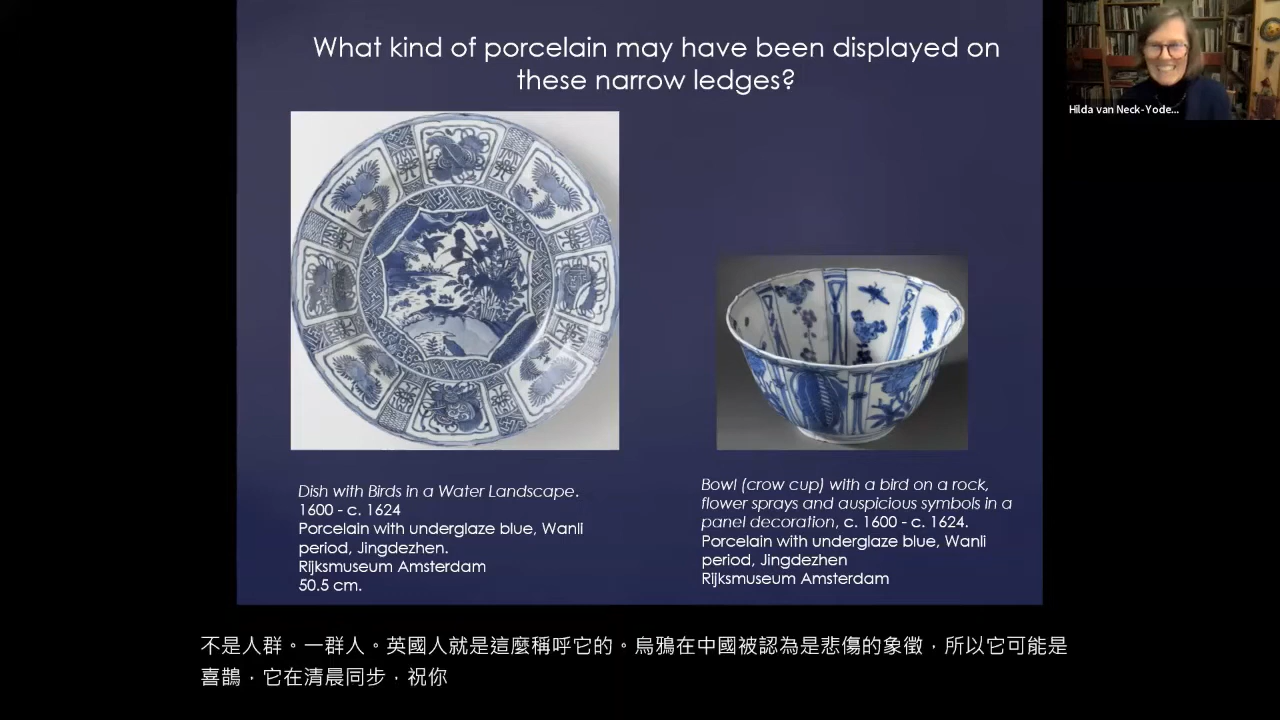 What kind of porcelain may have been displayed on
these narrow ledges?
Hilda van Neck-Yode...
Dish with Birds in a Water Landscape.
1600 - c. 1624
Porcelain with underglaze blue, Wanli
period, Jingdezhen.
Rijksmuseum Amsterdam
50.5 cm.
Bowl (crow cup) with a bird on a rock,
flower sprays and auspicious symbols in a
panel decoration, c. 1600 - c. 1624.
Porcelain with underglaze blue, Wanli
period, Jingdezhen
Rijksmuseum Amsterdam
不是人群。一群人。英國人就是這麼稱呼它的。烏鴉在中國被認為是悲傷的象徵，所以它可能是
喜鵲，它在清晨同步，祝你